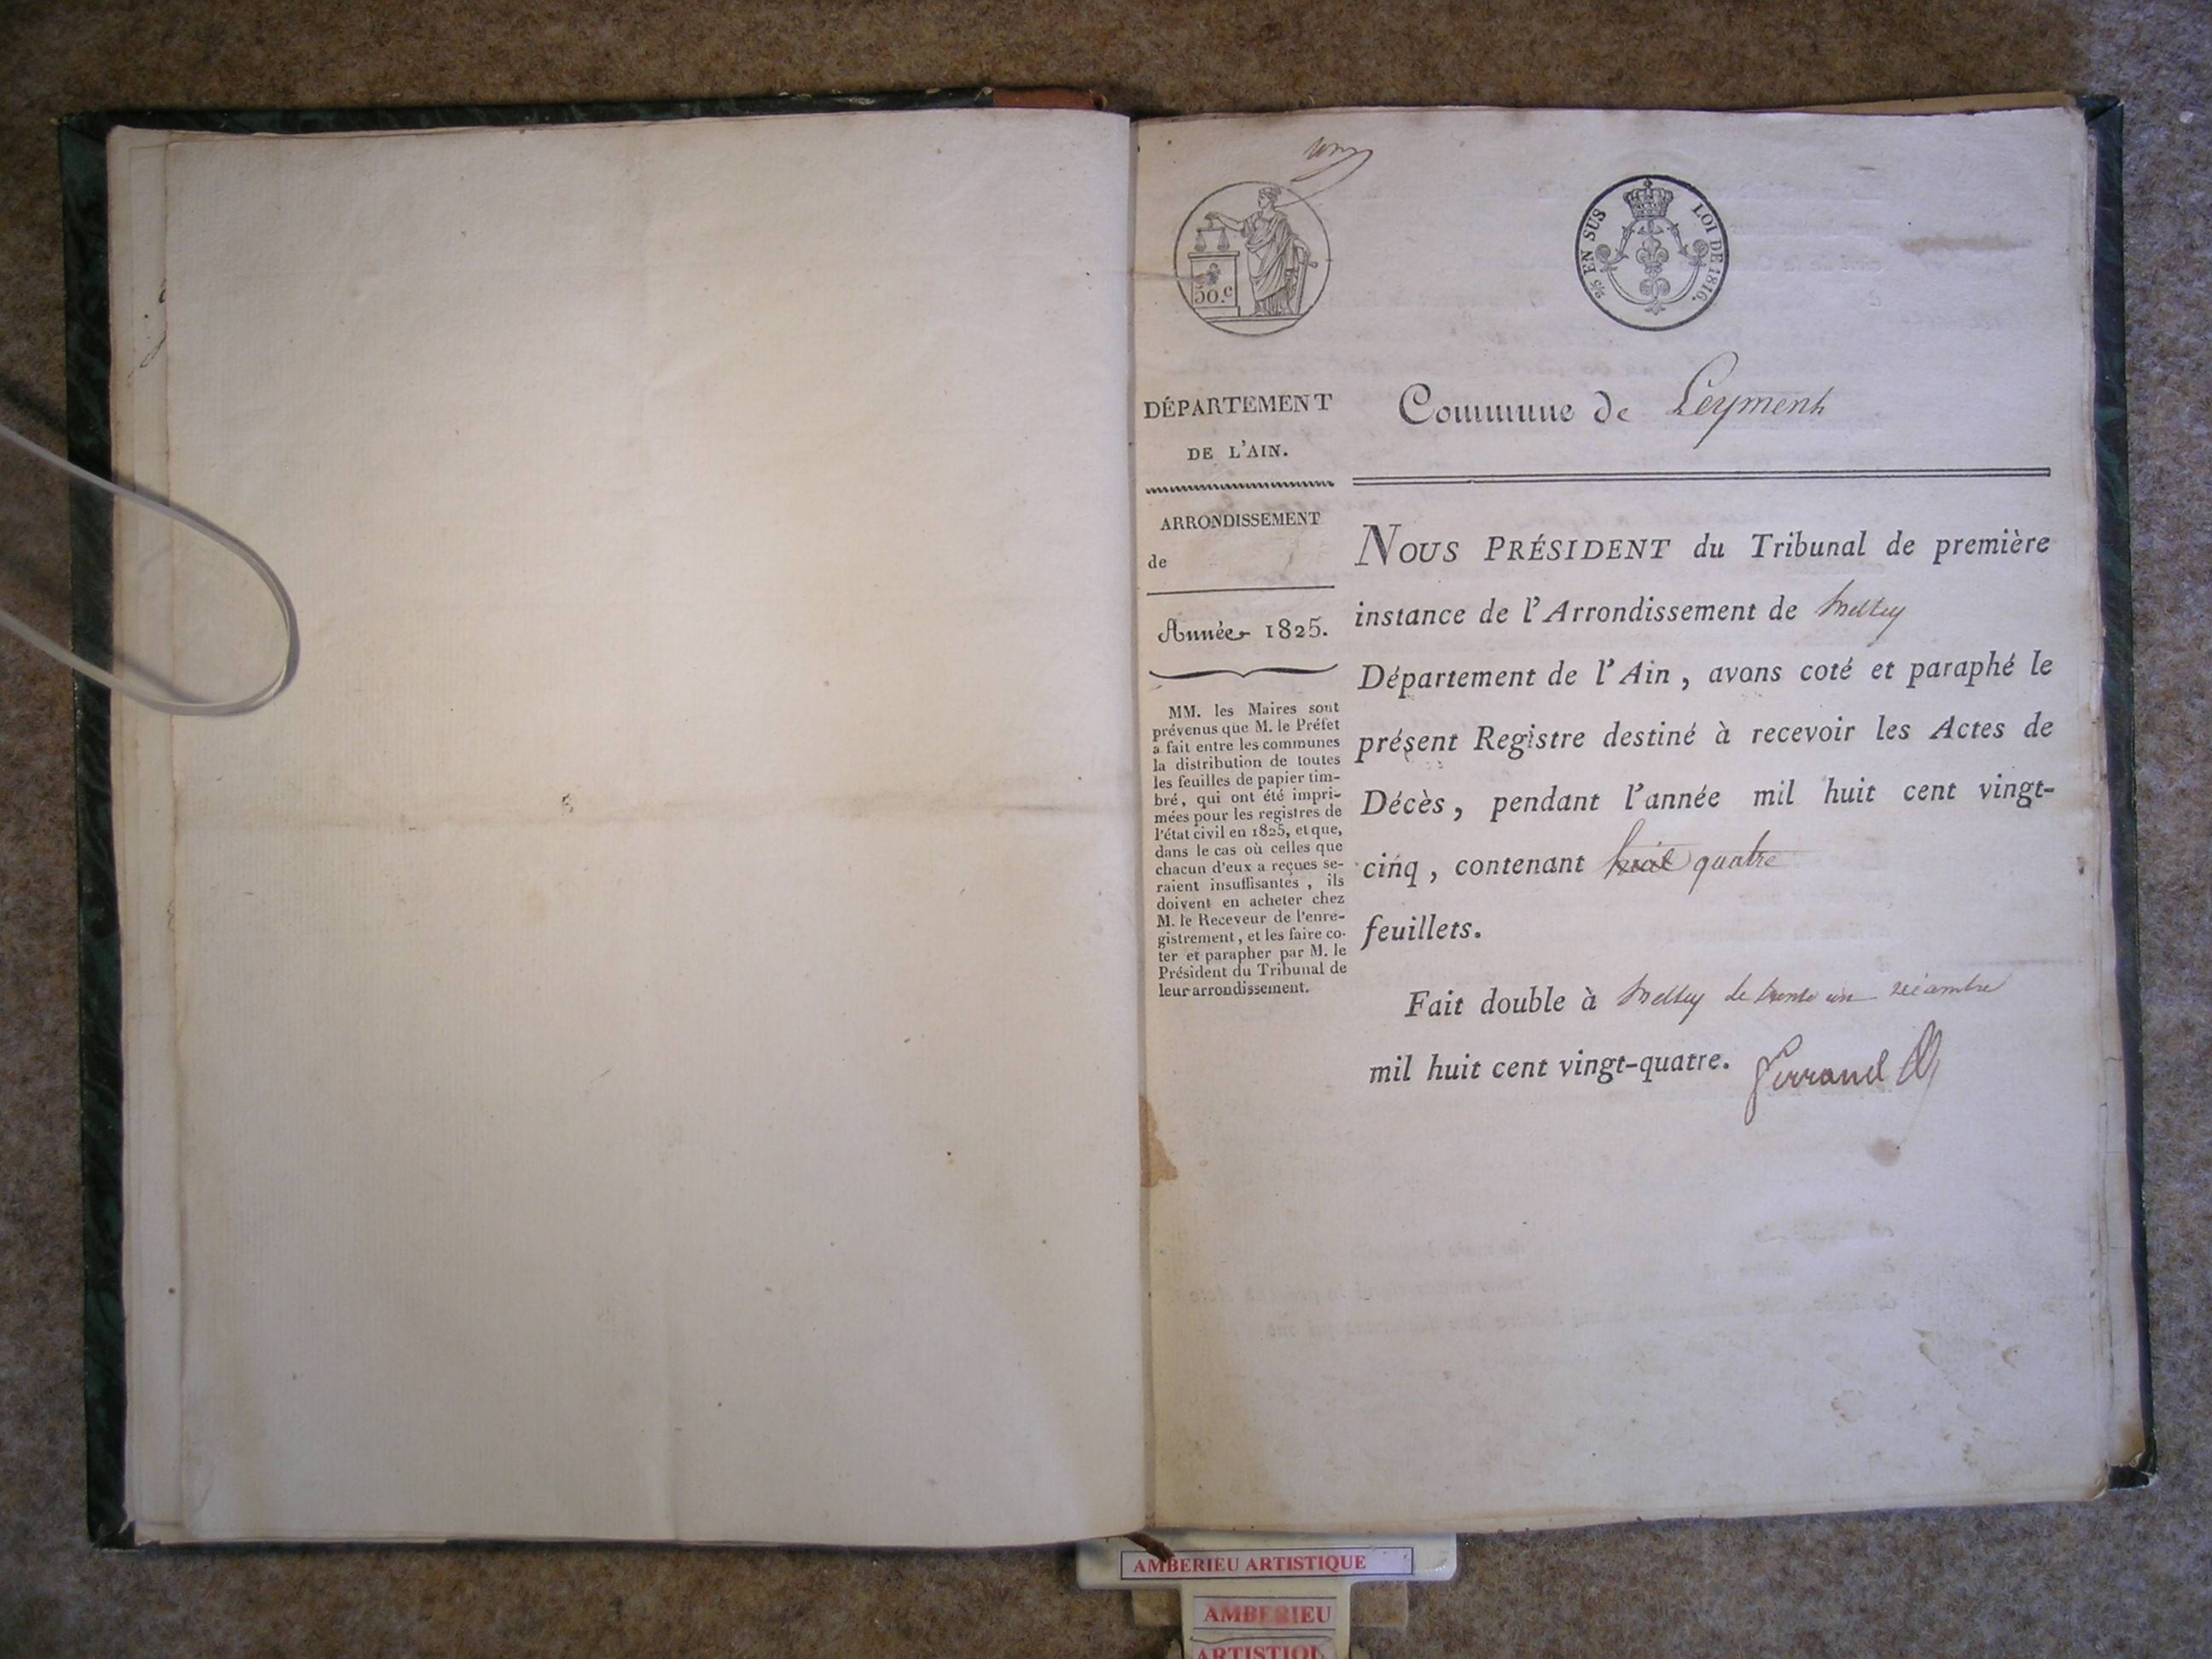 50.c
2/5 EN SUS LOI DE 1816.
DÉPARTEMENT
DE L'AIN.
ARRONDISSEMENT
de
Année 1825.
MM. les Maires sont
prévenus que M. le Préfet
a fait entre les communes
la distribution de toutes
les feuilles de papier tim-
bré, qui ont été impri-
mées pour les registres de
l'état civil en 1825, et que,
dans le cas où celles que
chacun d'eux a reçues se-
raient insuffisantes, ils
doivent en acheter chez
M. le Receveur de l'enre-
gistrement, et les faire co-
ter et parapher par M. le
Président du Tribunal de
leur arrondissement.
Commune de Leyment
NOUS PRÉSIDENT du Tribunal de première
instance de l'Arrondissement de Belley
Département de l'Ain, avons coté et paraphé le
présent Registre destiné à recevoir les Actes de
Décès, pendant l'année mil huit cent vingt-
cinq, contenant huit quatre
feuillets.
Fait double à Belley le trente un décembre
mil huit cent vingt-quatre. Ferrand
AMBERIEU ARTISTIQUE
AMBERIEU